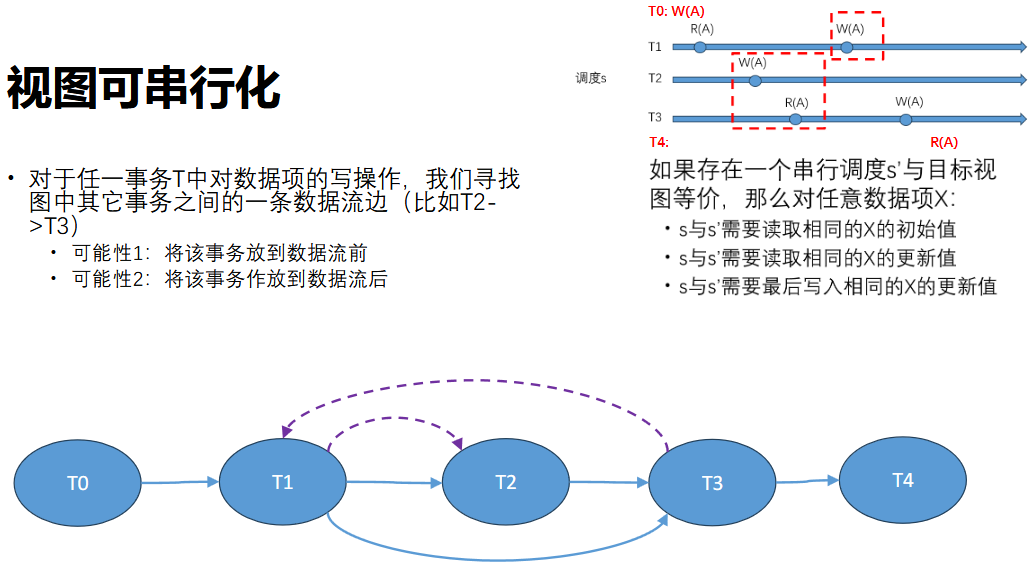 视图可串行化
• 对于任一事务T中对数据项的写操作，我们寻找
图中其它事务之间的一条数据流边（比如T2-
>T3）
• 可能性1：将该事务放到数据流前
• 可能性2：将该事务作放到数据流后
T0: W(A)
R(A) W(A)
T1
W(A)
调度s T2
R(A) W(A)
T3
T4: R(A)
如果存在一个串行调度s’与目标视
图等价，那么对任意数据项X:
• s与s’需要读取相同的X的初始值
• s与s’需要读取相同的X的更新值
• s与s’需要最后写入相同的X的更新值
T0 T1 T2 T3 T4